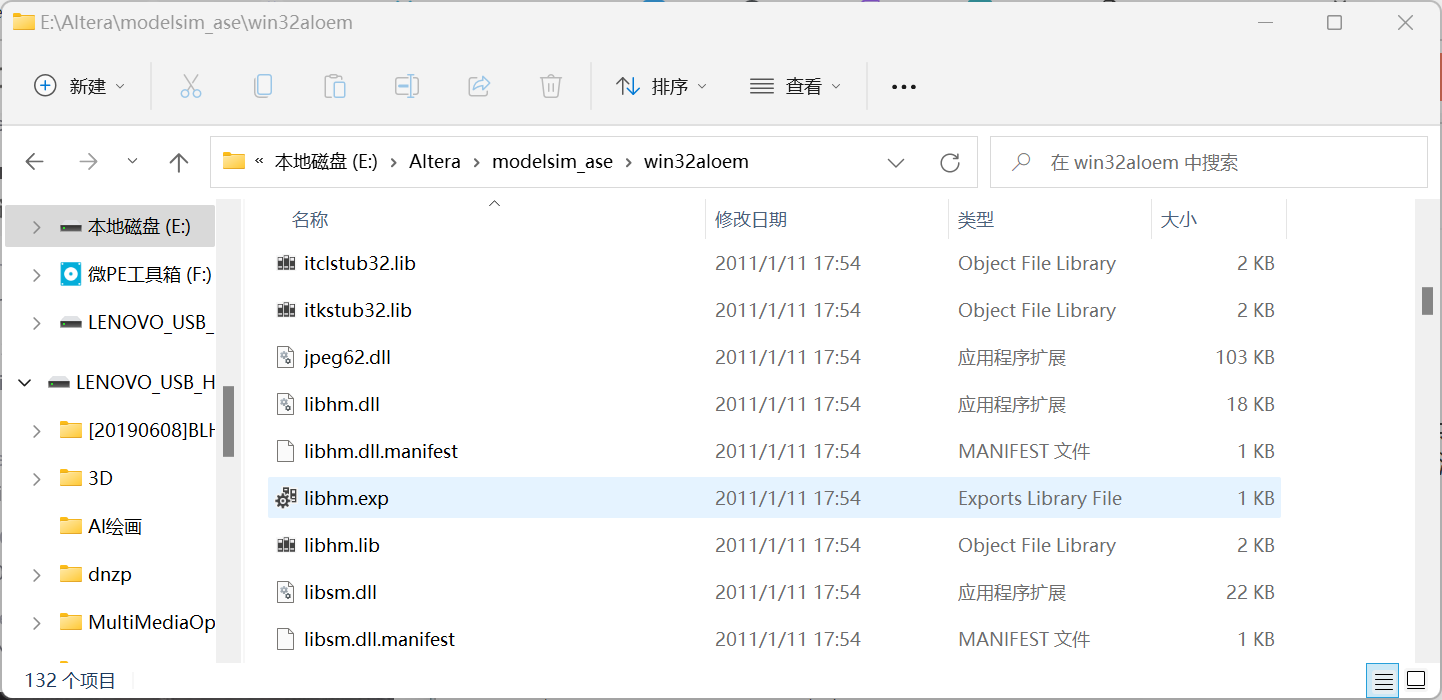 E:\Altera\modelsim_ase\win32aloem
新建 排序 查看
« 本地磁盘 (E:) › Altera › modelsim_ase › win32aloem 在 win32aloem 中搜索
本地磁盘 (E:)
微PE工具箱 (F:)
LENOVO_USB_
LENOVO_USB_H
[20190608]BLH
3D
AI绘画
dnzp
MultiMediaOp
名称 修改日期 类型 大小
itclstub32.lib 2011/1/11 17:54 Object File Library 2 KB
itkstub32.lib 2011/1/11 17:54 Object File Library 2 KB
jpeg62.dll 2011/1/11 17:54 应用程序扩展 103 KB
libhm.dll 2011/1/11 17:54 应用程序扩展 18 KB
libhm.dll.manifest 2011/1/11 17:54 MANIFEST 文件 1 KB
libhm.exp 2011/1/11 17:54 Exports Library File 1 KB
libhm.lib 2011/1/11 17:54 Object File Library 2 KB
libsm.dll 2011/1/11 17:54 应用程序扩展 22 KB
libsm.dll.manifest 2011/1/11 17:54 MANIFEST 文件 1 KB
132 个项目